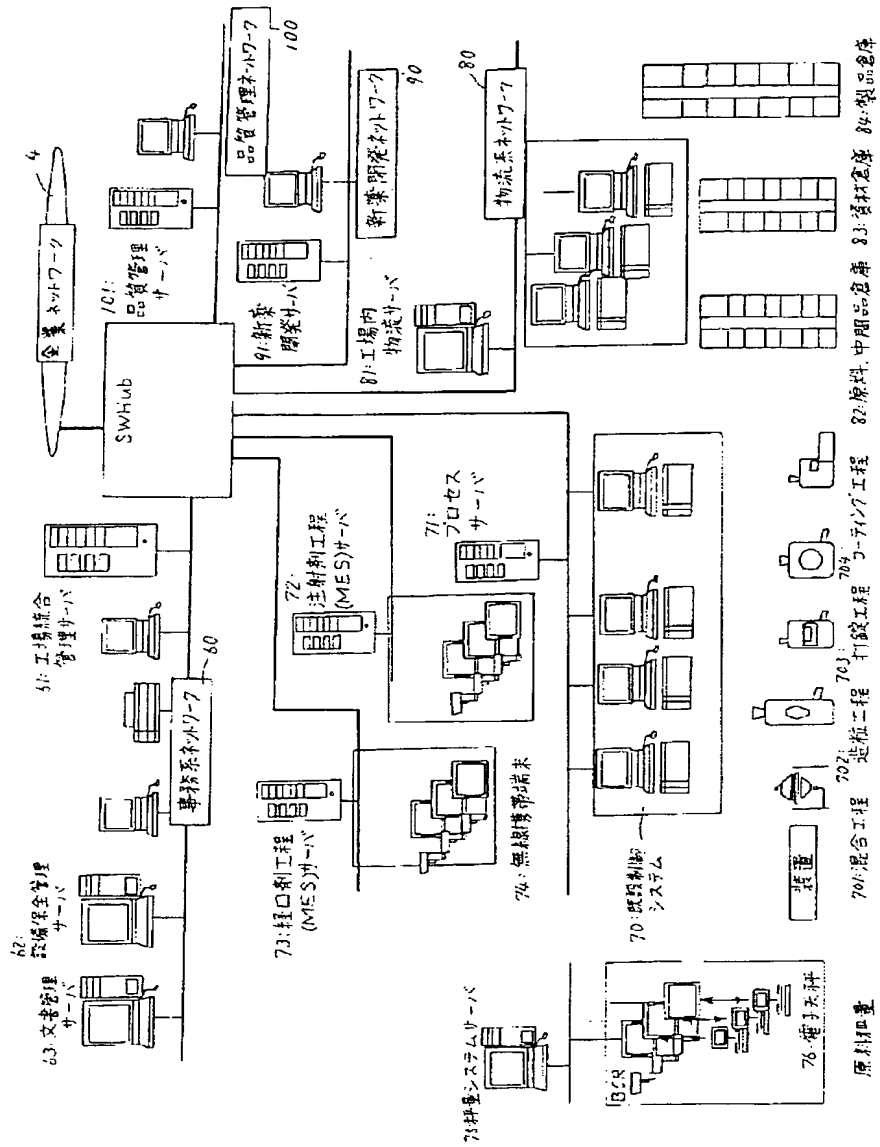 企業ネットワーク
4
SWHub
101:
品質管理
サーバ
品質管理ネットワーク
100
91:新薬
開発サーバ
新薬開発ネットワーク
90
81:工場内
物流サーバ
物流系ネットワーク
80
61:工場統合
管理サーバ
事務系ネットワーク
60
62:
設備保全管理
サーバ
63:文書管理
サーバ
72:
注射剤工程
(MES)サーバ
73:経口剤工程
(MES)サーバ
74:無線携帯端末
71:
プロセス
サーバ
70:既設制御
システム
75:秤量システムサーバ
BCR
76:電子天秤
原料秤量
装置
701:混合工程
702:
造粒工程
703:
打錠工程
704:
コーティング工程
82:原料、中間品倉庫
83:資材倉庫
84:製品倉庫